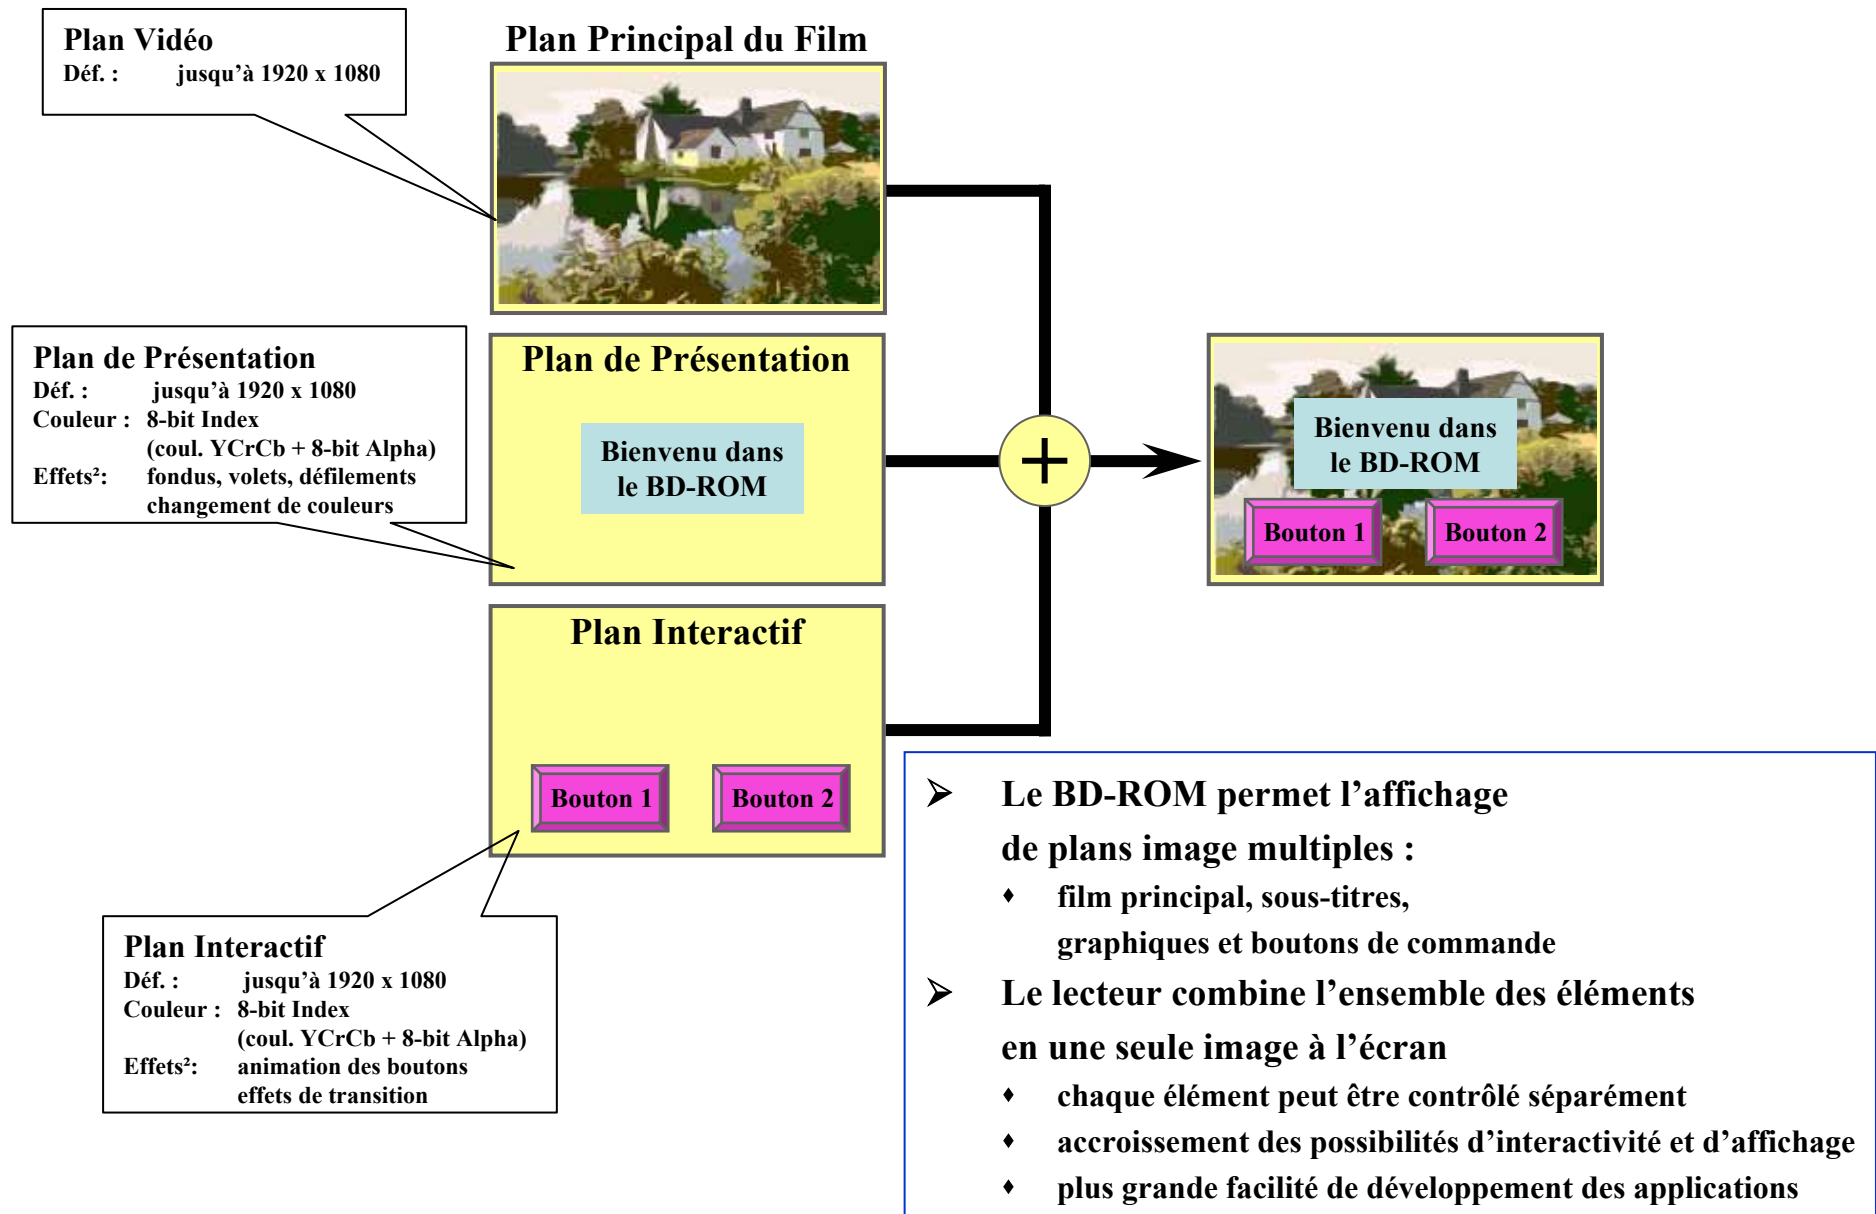 Plan Vidéo
Déf. : jusqu’à 1920 x 1080
Plan Principal du Film
Plan de Présentation
Déf. : jusqu’à 1920 x 1080
Couleur : 8-bit Index
(coul. YCrCb + 8-bit Alpha)
Effets²: fondus, volets, défilements
changement de couleurs
Plan de Présentation
Bienvenu dans
le BD-ROM
+
Bienvenu dans
le BD-ROM
Bouton 1 Bouton 2
Plan Interactif
Bouton 1 Bouton 2
Plan Interactif
Déf. : jusqu’à 1920 x 1080
Couleur : 8-bit Index
(coul. YCrCb + 8-bit Alpha)
Effets²: animation des boutons
effets de transition
➢ Le BD-ROM permet l’affichage
de plans image multiples :
♦ film principal, sous-titres,
graphiques et boutons de commande
➢ Le lecteur combine l’ensemble des éléments
en une seule image à l’écran
♦ chaque élément peut être contrôlé séparément
♦ accroissement des possibilités d’interactivité et d’affichage
♦ plus grande facilité de développement des applications